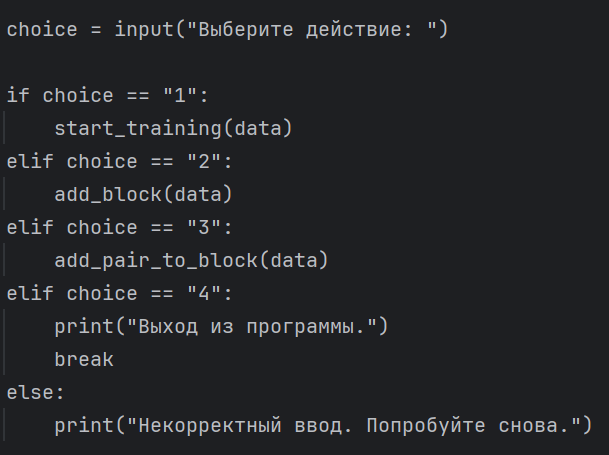 choice = input("Выберите действие: ")
if choice == "1":
    start_training(data)
elif choice == "2":
    add_block(data)
elif choice == "3":
    add_pair_to_block(data)
elif choice == "4":
    print("Выход из программы.")
    break
else:
    print("Некорректный ввод. Попробуйте снова.")